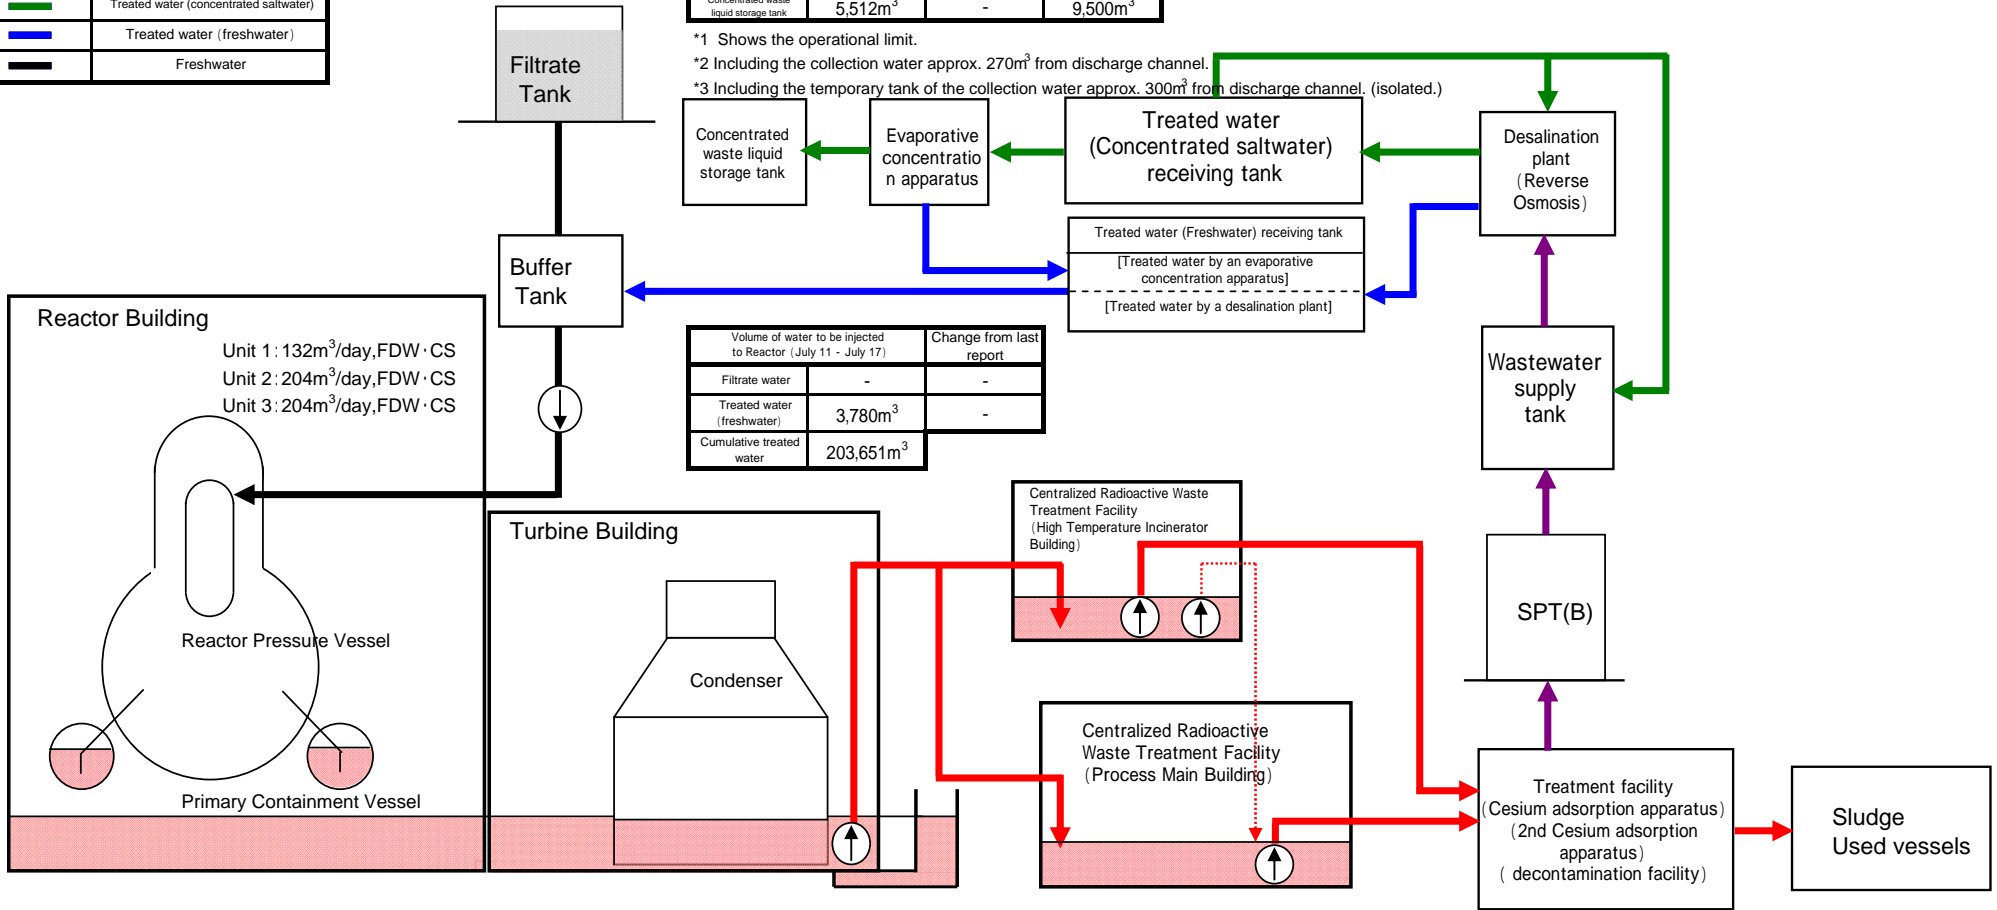 Treated water (concentrated saltwater)
Treated water (freshwater)
Freshwater
Concentrated waste
liquid storage tank
5,512m³
-
9,500m³
*1 Shows the operational limit.
*2 Including the collection water approx. 270m³ from discharge channel.
*3 Including the temporary tank of the collection water approx. 300m³ from discharge channel. (isolated.)
Filtrate
Tank
Concentrated
waste liquid
storage tank
Evaporative
concentratio
n apparatus
Treated water
(Concentrated saltwater)
receiving tank
Desalination
plant
(Reverse
Osmosis)
Treated water (Freshwater) receiving tank
[Treated water by an evaporative
concentration apparatus]
[Treated water by a desalination plant]
Buffer
Tank
Reactor Building
Unit 1:132m³/day,FDW·CS
Unit 2:204m³/day,FDW·CS
Unit 3:204m³/day,FDW·CS
Volume of water to be injected
to Reactor (July 11 - July 17)
Change from last
report
Filtrate water
-
-
Treated water
(freshwater)
3,780m³
-
Cumulative treated
water
203,651m³
Wastewater
supply
tank
Centralized Radioactive Waste
Treatment Facility
(High Temperature Incinerator
Building)
Turbine Building
SPT(B)
Reactor Pressure Vessel
Condenser
Centralized Radioactive
Waste Treatment Facility
(Process Main Building)
Primary Containment Vessel
Treatment facility
(Cesium adsorption apparatus)
(2nd Cesium adsorption
apparatus)
( decontamination facility)
Sludge
Used vessels